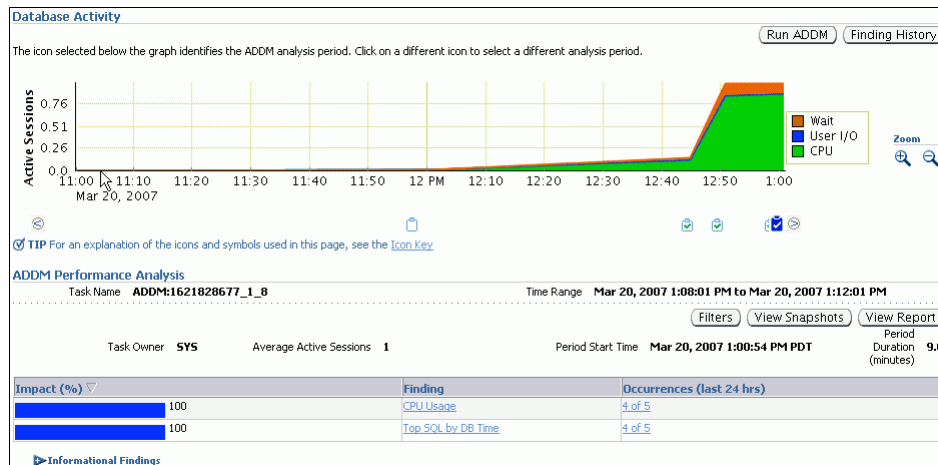 Database Activity
Run ADDM Finding History
The icon selected below the graph identifies the ADDM analysis period. Click on a different icon to select a different analysis period.
Active Sessions
0.76
0.51
0.26
0.0
11:00 11:10 11:20 11:30 11:40 11:50 12 PM 12:10 12:20 12:30 12:40 12:50 1:00
Mar 20, 2007
Wait
User I/O
CPU
Zoom
TIP For an explanation of the icons and symbols used in this page, see the Icon Key
ADDM Performance Analysis
Task Name ADDM:1621828677_1_8 Time Range Mar 20, 2007 1:08:01 PM to Mar 20, 2007 1:12:01 PM
Filters View Snapshots View Report
Task Owner SYS Average Active Sessions 1 Period Start Time Mar 20, 2007 1:00:54 PM PDT Period Duration (minutes) 9.
Impact (%) Finding Occurrences (last 24 hrs)
100 CPU Usage 4 of 5
100 Top SQL by DB Time 4 of 5
Informational Findings